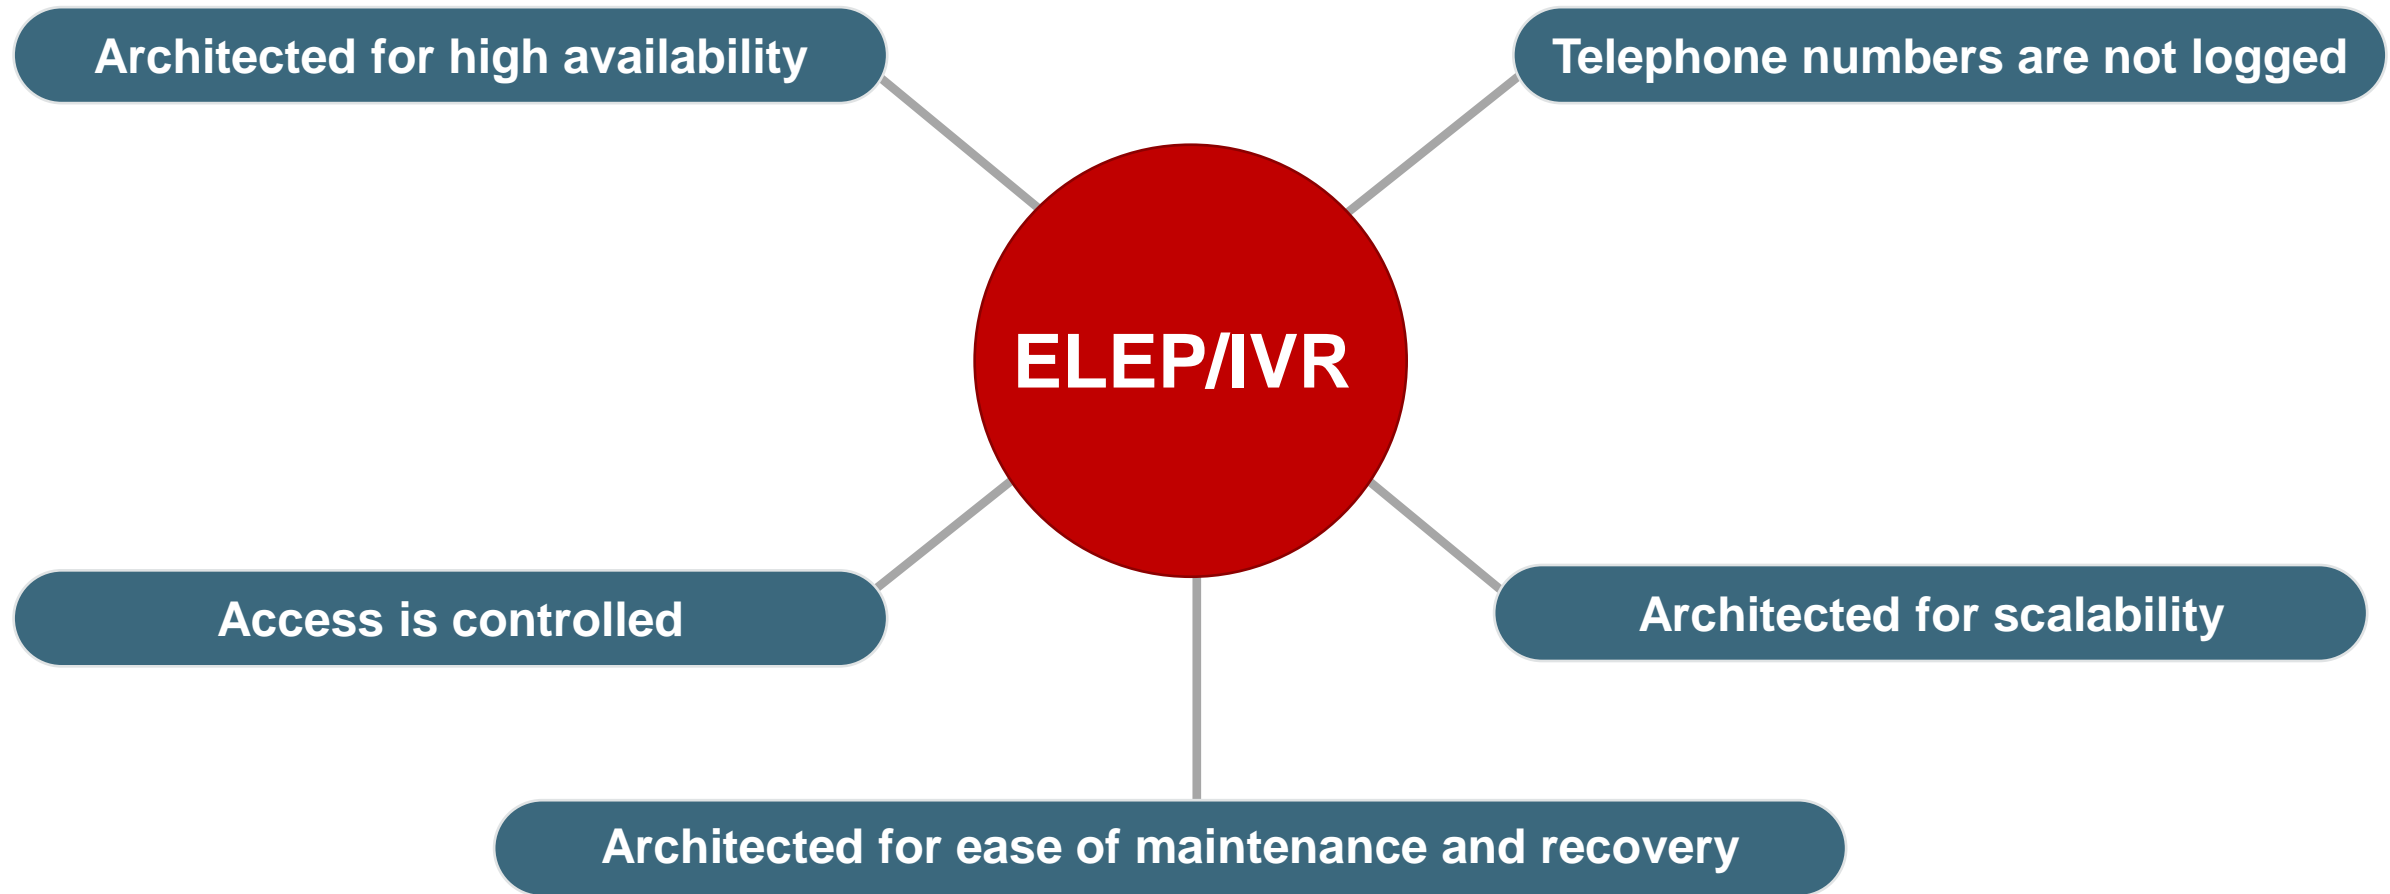 Architected for high availability
Telephone numbers are not logged
ELEP/IVR
Access is controlled
Architected for scalability
Architected for ease of maintenance and recovery